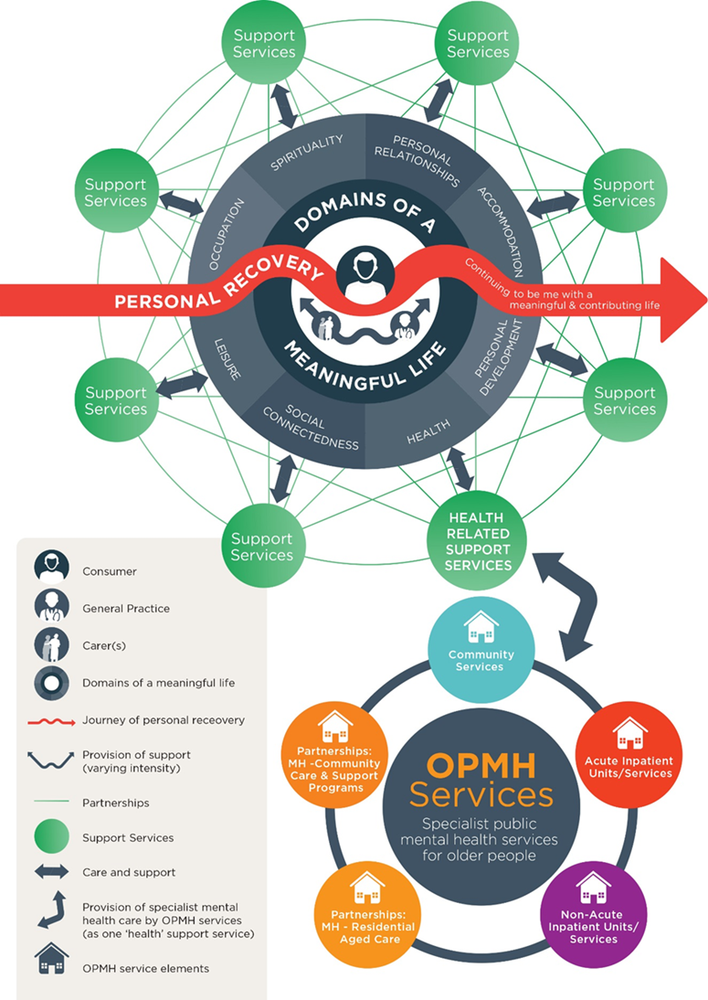 Support
Services
Support
Services
SPIRITUALITY
PERSONAL
RELATIONSHIPS
Support
Services
Support
Services
OCCUPATION
ACCOMMODATION
DOMAINS OF A
PERSONAL RECOVERY
Continuing to be me with a
meaningful & contributing life
MEANINGFUL LIFE
LEISURE
PERSONAL
DEVELOPMENT
SOCIAL
CONNECTEDNESS
HEALTH
Support
Services
Support
Services
Support
Services
HEALTH
RELATED
SUPPORT
SERVICES
Consumer
General Practice
Carer(s)
Domains of a meaningful life
Journey of personal receovery
Provision of support
(varying intensity)
Partnerships
Support Services
Care and support
Provision of specialist mental
health care by OPMH services
(as one ‘health’ support service)
OPMH service elements
Community
Services
Partnerships:
MH -Community
Care & Support
Programs
Acute Inpatient
Units/Services
OPMH
Services
Specialist public
mental health services
for older people
Partnerships:
MH - Residential
Aged Care
Non-Acute
Inpatient Units/
Services